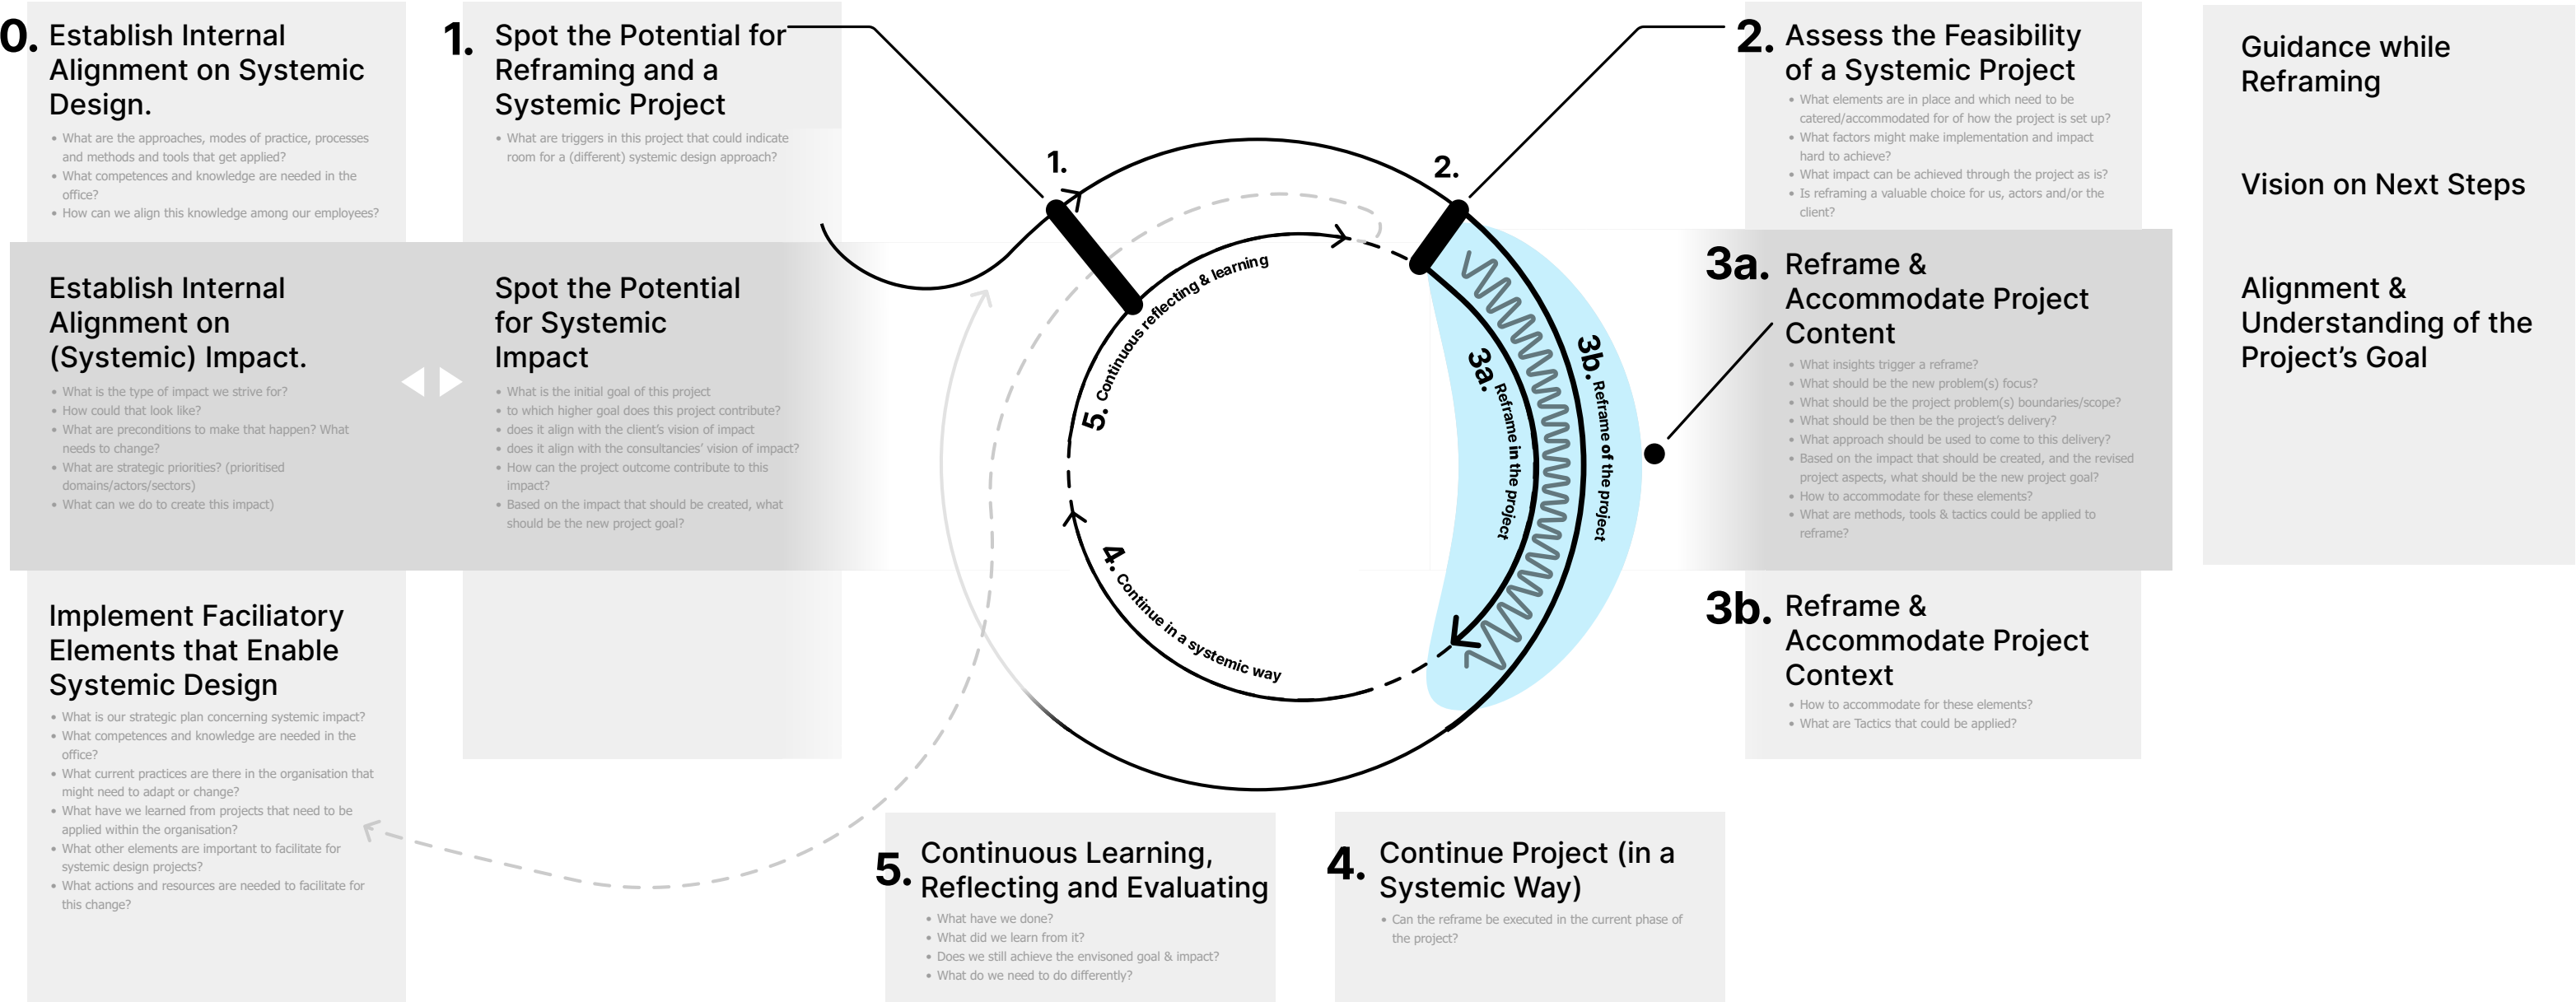 0. Establish Internal
Alignment on Systemic
Design.
• What are the approaches, modes of practice, processes
and methods and tools that get applied?
• What competences and knowledge are needed in the
office?
• How can we align this knowledge among our employees?
Establish Internal
Alignment on
(Systemic) Impact.
• What is the type of impact we strive for?
• How could that look like?
• What are preconditions to make that happen? What
needs to change?
• What are strategic priorities? (prioritised
domains/actors/sectors)
• What can we do to create this impact)
Implement Faciliatory
Elements that Enable
Systemic Design
• What is our strategic plan concerning systemic impact?
• What competences and knowledge are needed in the
office?
• What current practices are there in the organisation that
might need to adapt or change?
• What have we learned from projects that need to be
applied within the organisation?
• What other elements are important to facilitate for
systemic design projects?
• What actions and resources are needed to facilitate for
this change?
1. Spot the Potential for
Reframing and a
Systemic Project
• What are triggers in this project that could indicate
room for a (different) systemic design approach?
Spot the Potential
for Systemic
Impact
• What is the initial goal of this project
• to which higher goal does this project contribute?
• does it align with the client's vision of impact
• does it align with the consultancies' vision of impact?
• How can the project outcome contribute to this
impact?
• Based on the impact that should be created, what
should be the new project goal?
1.
2.
5. Continuous reflecting & learning
3a. Reframe in the project
3b. Reframe of the project
4. Continue in a systemic way
2. Assess the Feasibility
of a Systemic Project
• What elements are in place and which need to be
catered/accommodated for of how the project is set up?
• What factors might make implementation and impact
hard to achieve?
• What impact can be achieved through the project as is?
• Is reframing a valuable choice for us, actors and/or the
client?
3a. Reframe &
Accommodate Project
Content
• What insights trigger a reframe?
• What should be the new problem(s) focus?
• What should be the project problem(s) boundaries/scope?
• What should be then be the project's delivery?
• What approach should be used to come to this delivery?
• Based on the impact that should be created, and the revised
project aspects, what should be the new project goal?
• How to accommodate for these elements?
• What are methods, tools & tactics could be applied to
reframe?
3b. Reframe &
Accommodate Project
Context
• How to accommodate for these elements?
• What are Tactics that could be applied?
5. Continuous Learning,
Reflecting and Evaluating
• What have we done?
• What did we learn from it?
• Does we still achieve the envisoned goal & impact?
• What do we need to do differently?
4. Continue Project (in a
Systemic Way)
• Can the reframe be executed in the current phase of
the project?
Guidance while
Reframing
Vision on Next Steps
Alignment &
Understanding of the
Project's Goal